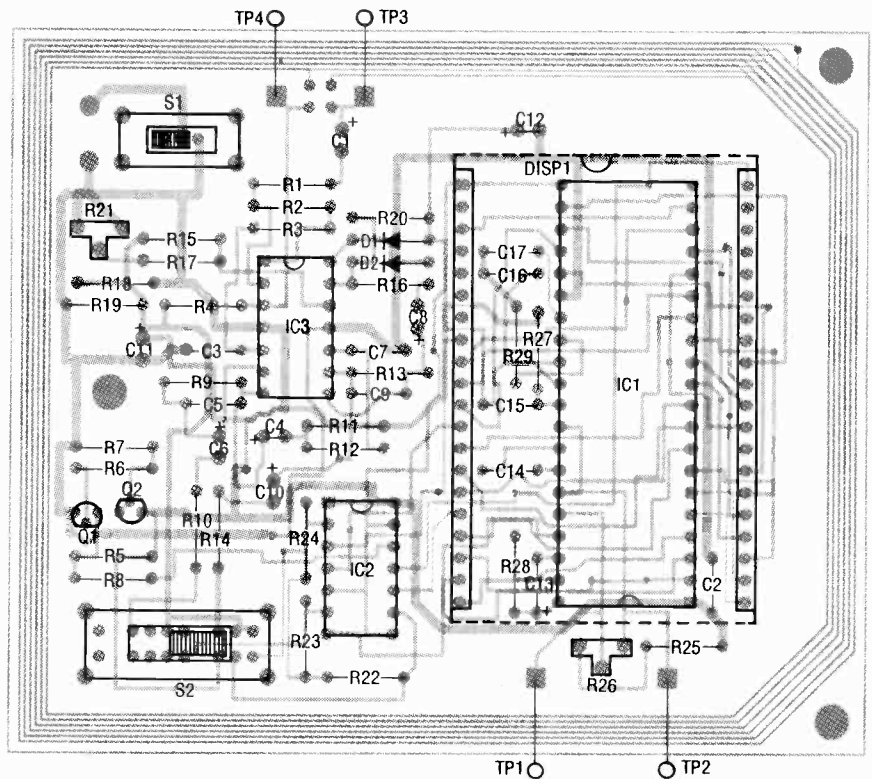 TP4
TP3
S1
C1
C12
DISP1
R1
R2
R3
R21
R20
R15
D1
R17
D2
C17
C16
R18
R16
R19
R4
IC3
C8
R27
C11
C3
C7
R29
R13
IC1
R9
C9
C5
C15
R11
C4
R7
C6
R12
R6
C14
Q2
C10
R10
Q1
R14
R24
R5
IC2
R28
R8
C13
C2
R23
R25
S2
R22
R26
TP1
TP2